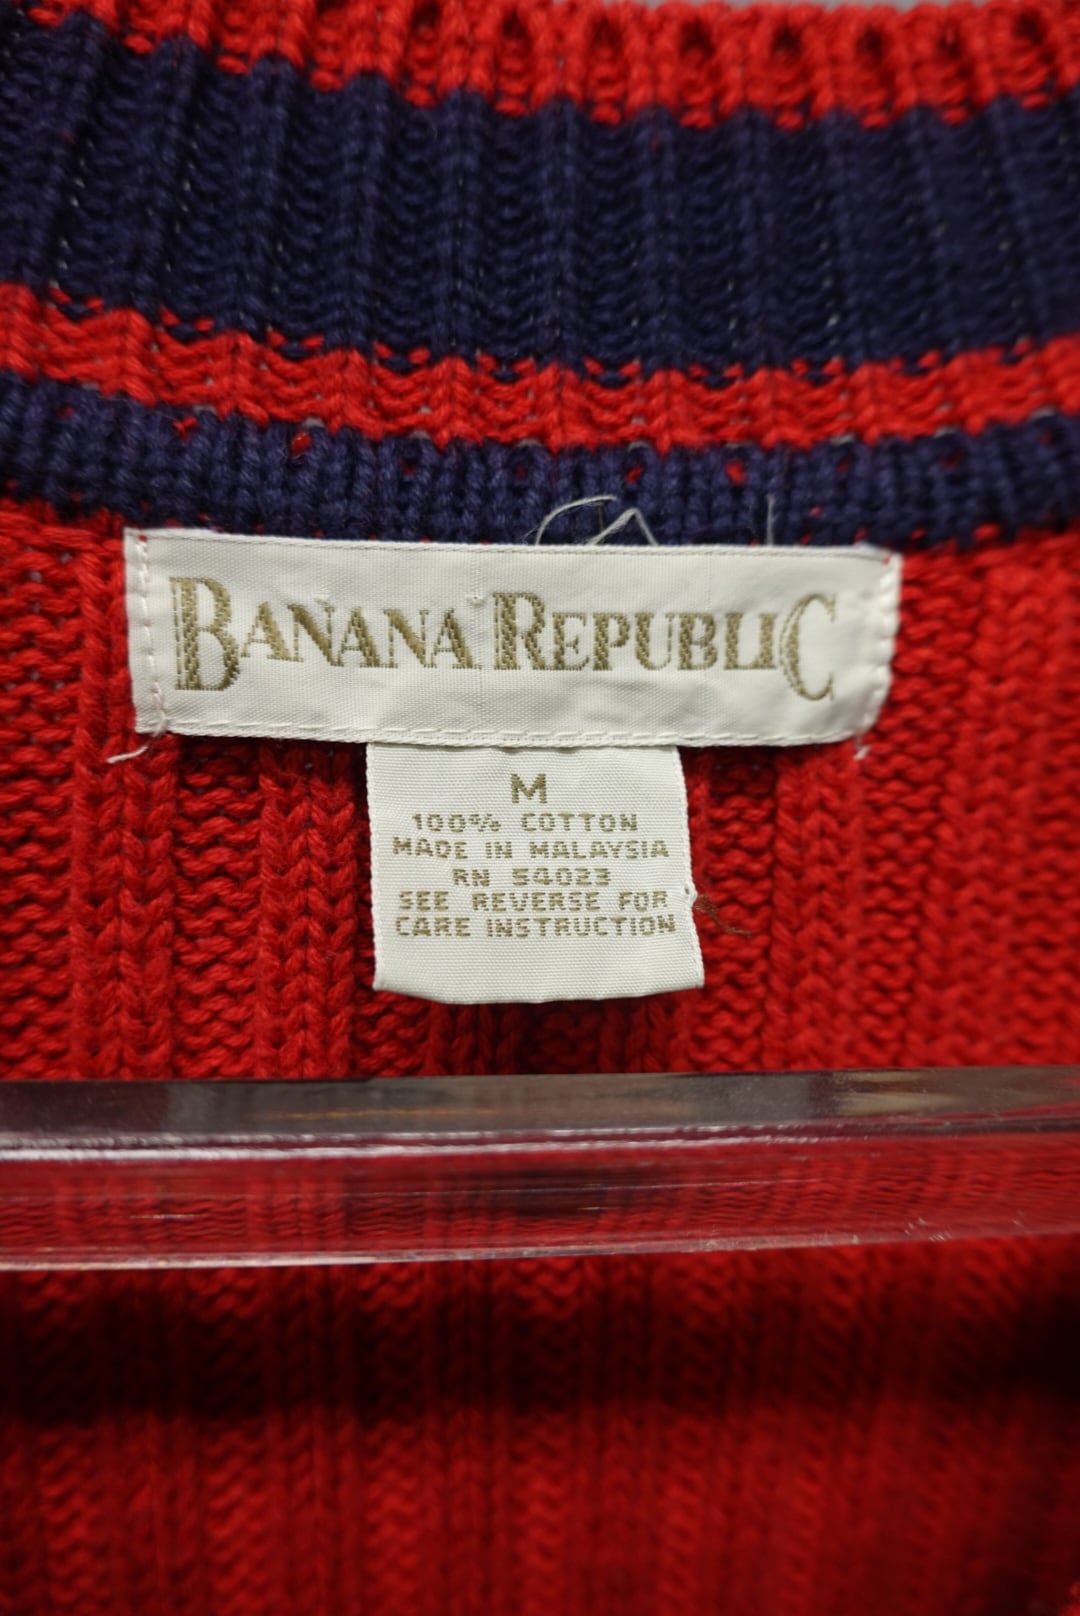 BANANA REPUBLIC
M
100% COTTON
MADE IN MALAYSIA
RN 54023
SEE REVERSE FOR
CARE INSTRUCTION